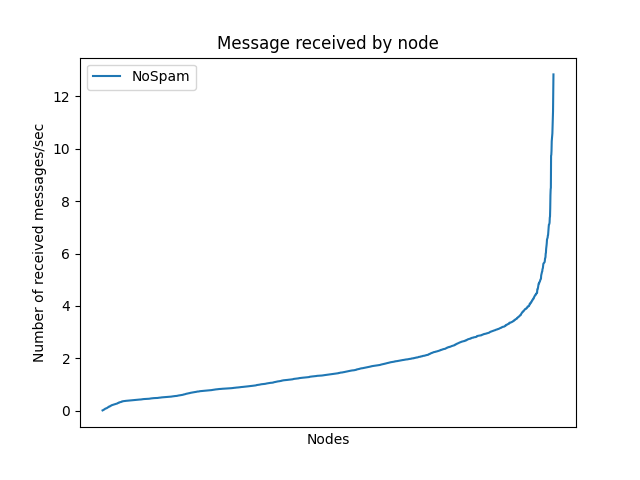 Message received by node
NoSpam
Number of received messages/sec
12
10
8
6
4
2
0
Nodes